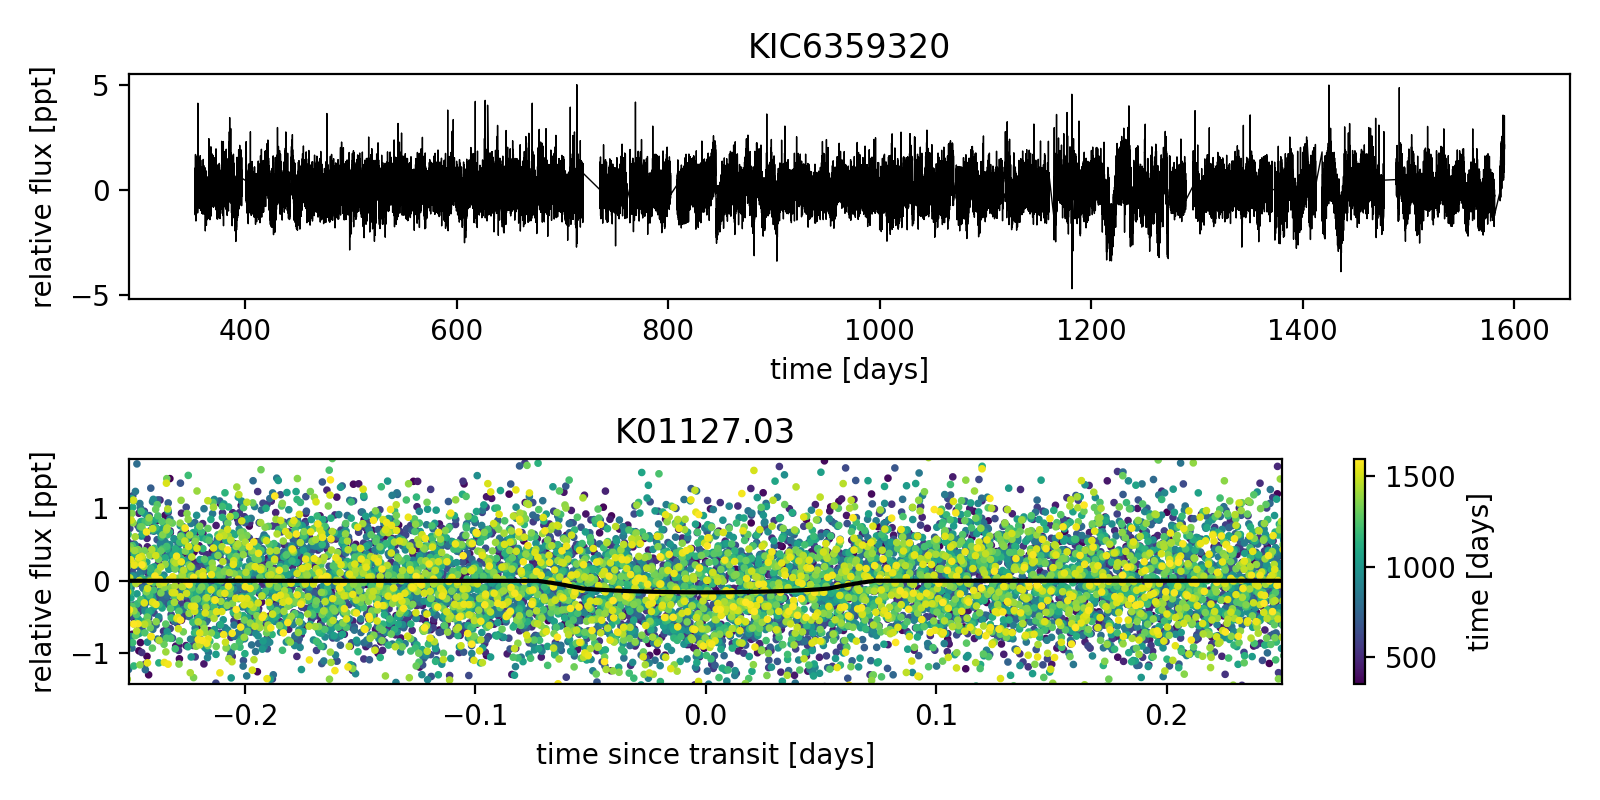 KIC6359320
relative flux [ppt]
5
0
−5
400 600 800 1000 1200 1400 1600
time [days]
K01127.03
relative flux [ppt]
1
0
−1
−0.2 −0.1 0.0 0.1 0.2
time since transit [days]
1500
1000
500
time [days]